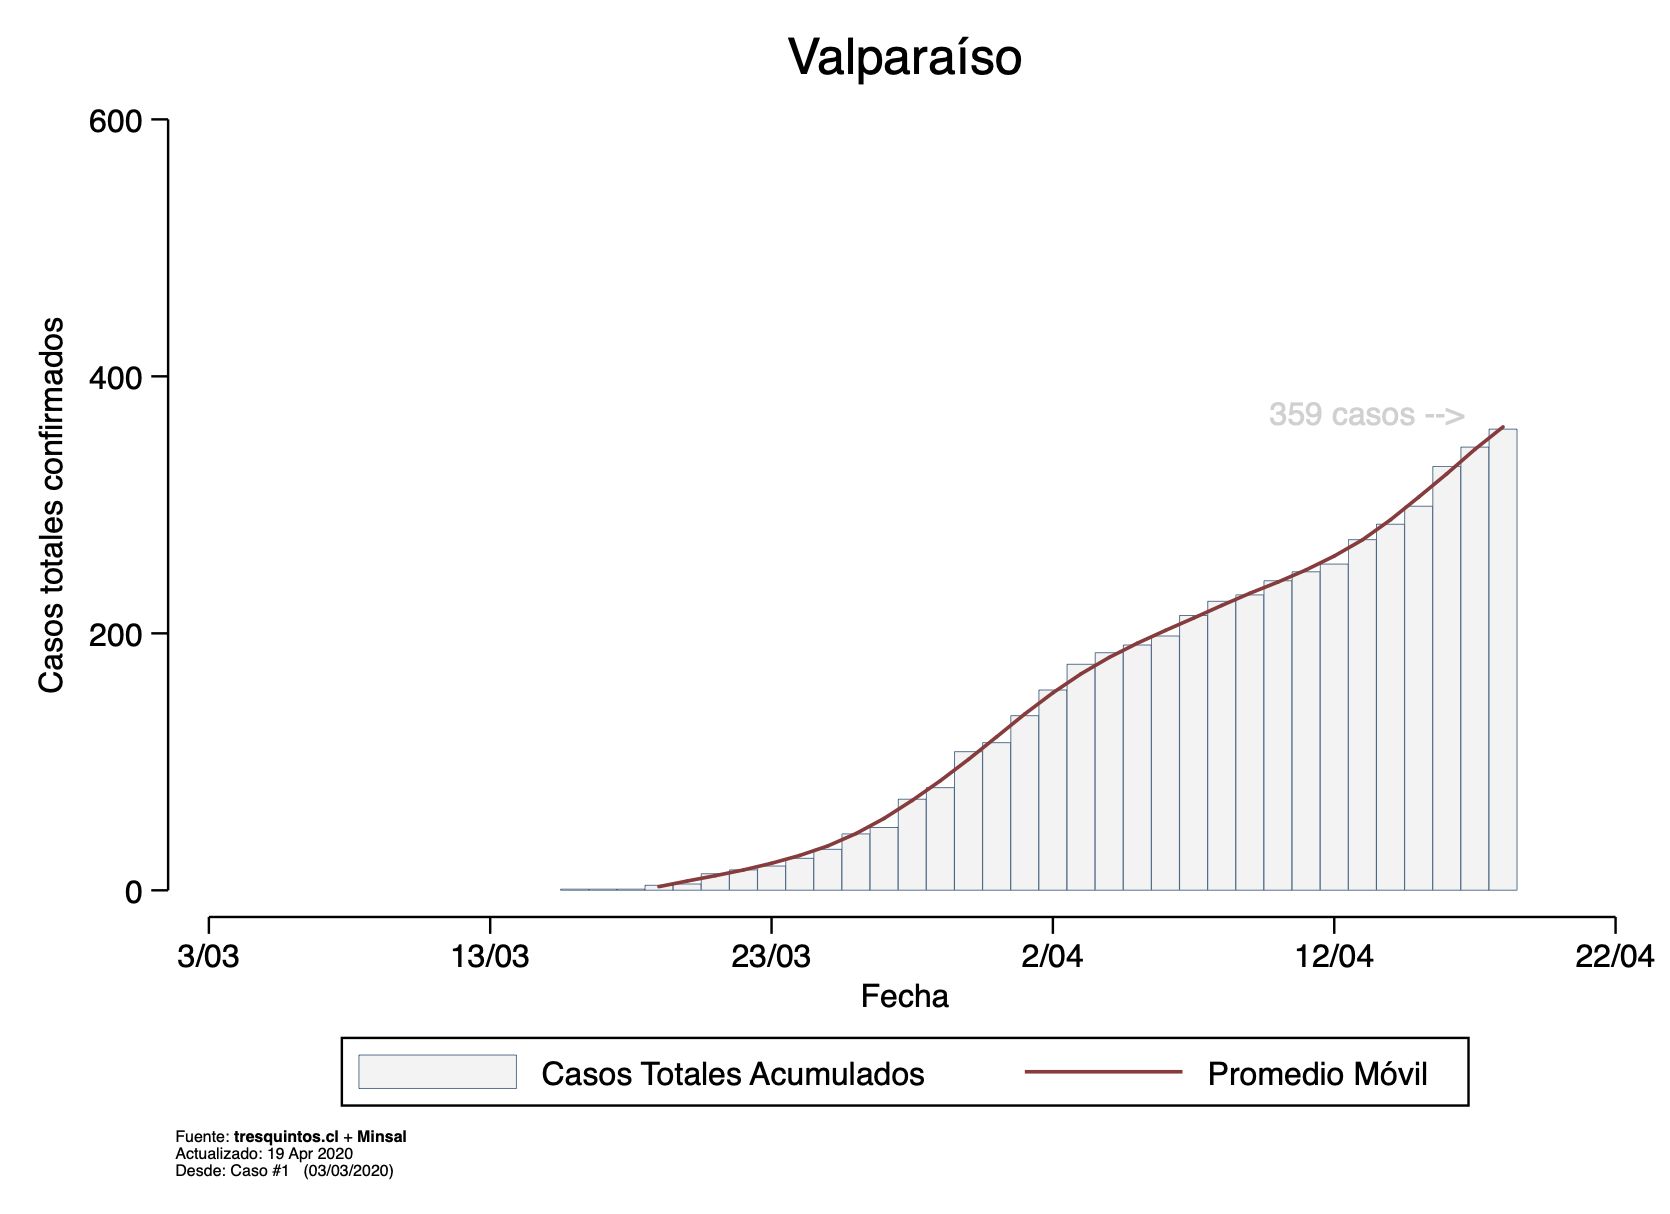 Valparaíso
600
400
200
0
Casos totales confirmados
359 casos -->
3/03 13/03 23/03 2/04 12/04 22/04
Fecha
Casos Totales Acumulados Promedio Móvil
Fuente: tresquintos.cl + Minsal
Actualizado: 19 Apr 2020
Desde: Caso #1 (03/03/2020)